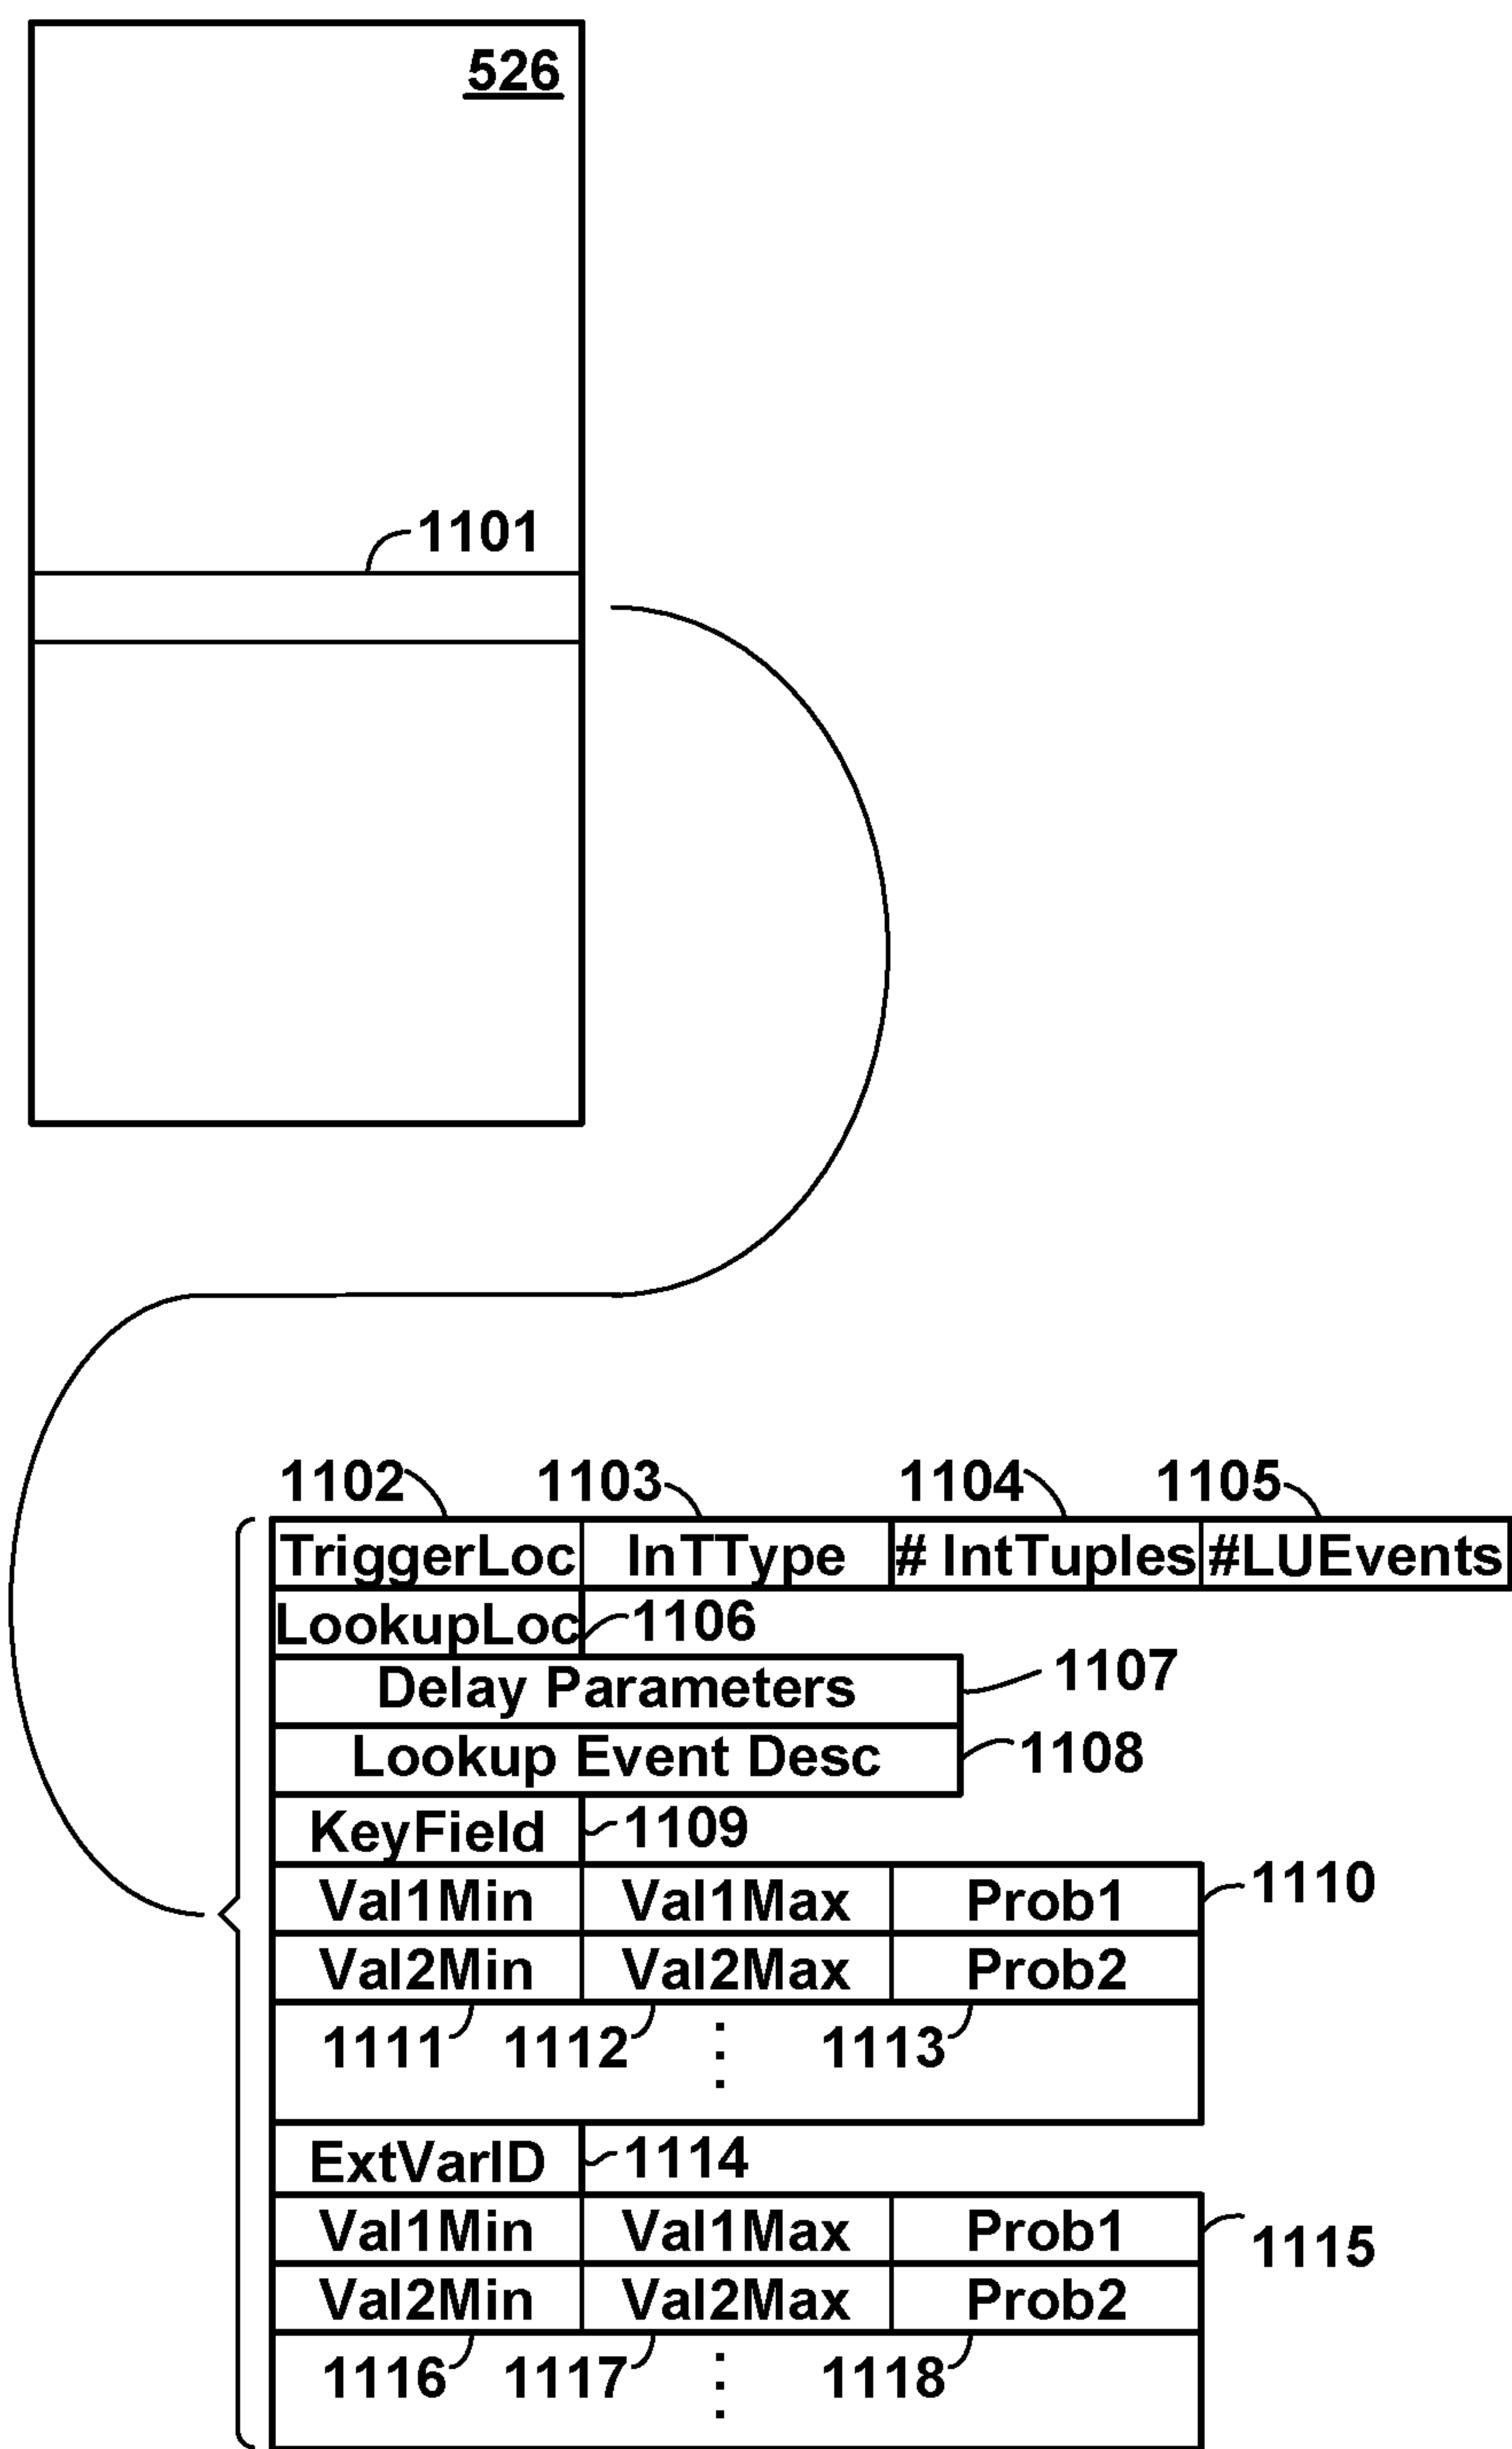 526
1101
1102 1103 1104 1105
TriggerLoc InTType # IntTuples #LUEvents
LookupLoc 1106
Delay Parameters 1107
Lookup Event Desc 1108
KeyField 1109
Val1Min Val1Max Prob1 1110
Val2Min Val2Max Prob2
1111 1112 1113
ExtVarID 1114
Val1Min Val1Max Prob1 1115
Val2Min Val2Max Prob2
1116 1117 1118